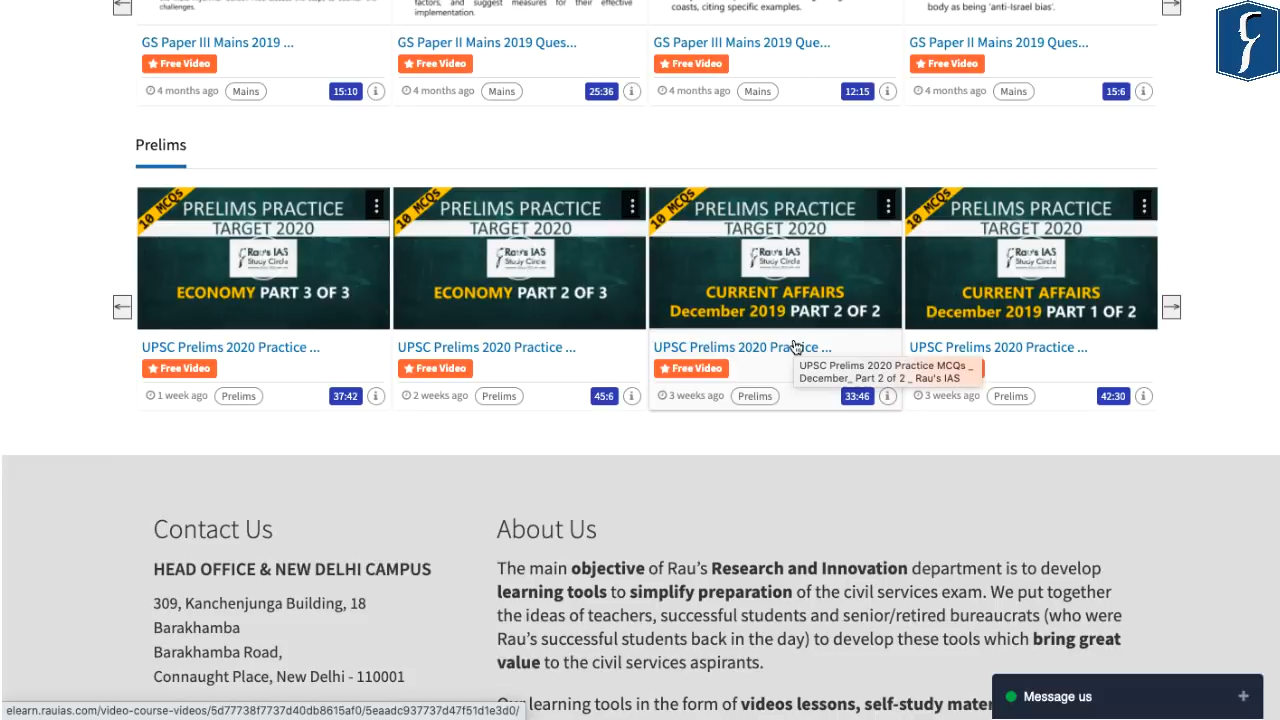 challenges.
factors, and suggest measures for their effective
implementation.
coasts, citing specific examples.
body as being 'anti-Israel bias'.
GS Paper III Mains 2019 ...
GS Paper II Mains 2019 Ques...
GS Paper III Mains 2019 Que...
GS Paper II Mains 2019 Ques...
Free Video
Free Video
Free Video
Free Video
4 months ago Mains 15:10
4 months ago Mains 25:36
4 months ago Mains 12:15
4 months ago Mains 15:6
Prelims
10 MCQs
PRELIMS PRACTICE
TARGET 2020
Rau's IAS
Study Circle
ECONOMY PART 3 OF 3
10 MCQs
PRELIMS PRACTICE
TARGET 2020
Rau's IAS
Study Circle
ECONOMY PART 2 OF 3
10 MCQs
PRELIMS PRACTICE
TARGET 2020
Rau's IAS
Study Circle
CURRENT AFFAIRS
December 2019 PART 2 OF 2
10 MCQs
PRELIMS PRACTICE
TARGET 2020
Rau's IAS
Study Circle
CURRENT AFFAIRS
December 2019 PART 1 OF 2
UPSC Prelims 2020 Practice ...
UPSC Prelims 2020 Practice ...
UPSC Prelims 2020 Practice ...
UPSC Prelims 2020 Practice ...
Free Video
Free Video
Free Video
UPSC Prelims 2020 Practice MCQs _
December_ Part 2 of 2 _ Rau's IAS
1 week ago Prelims 37:42
2 weeks ago Prelims 45:6
3 weeks ago Prelims 33:46
3 weeks ago Prelims 42:30
Contact Us
HEAD OFFICE & NEW DELHI CAMPUS
309, Kanchenjunga Building, 18
Barakhamba
Barakhamba Road,
Connaught Place, New Delhi - 110001
About Us
The main objective of Rau's Research and Innovation department is to develop
learning tools to simplify preparation of the civil services exam. We put together
the ideas of teachers, successful students and senior/retired bureaucrats (who were
Rau's successful students back in the day) to develop these tools which bring great
value to the civil services aspirants.
Our learning tools in the form of videos lessons, self-study mater
Message us +
elearn.rauias.com/video-course-videos/5d77738f7737d40db8615af0/5eaadc937737d47f51d1e3d0/